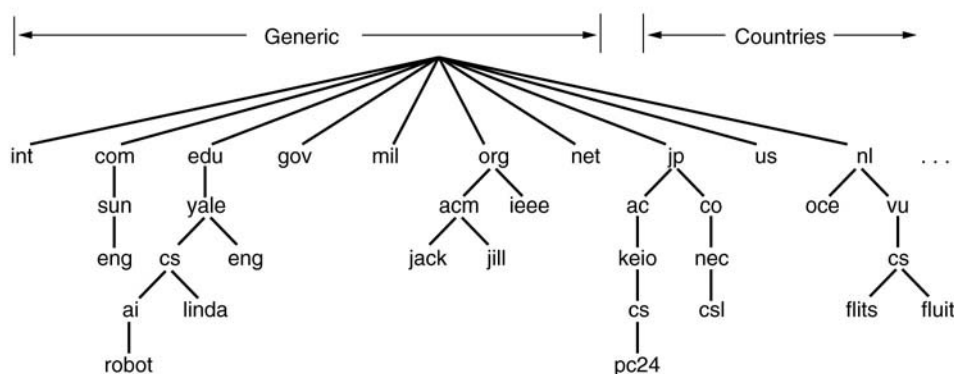 Generic Countries
int com edu gov mil org net jp us nl . . .
sun yale acm ieee ac co oce vu
eng cs eng jack jill keio nec cs
ai linda cs csl flits fluit
robot pc24